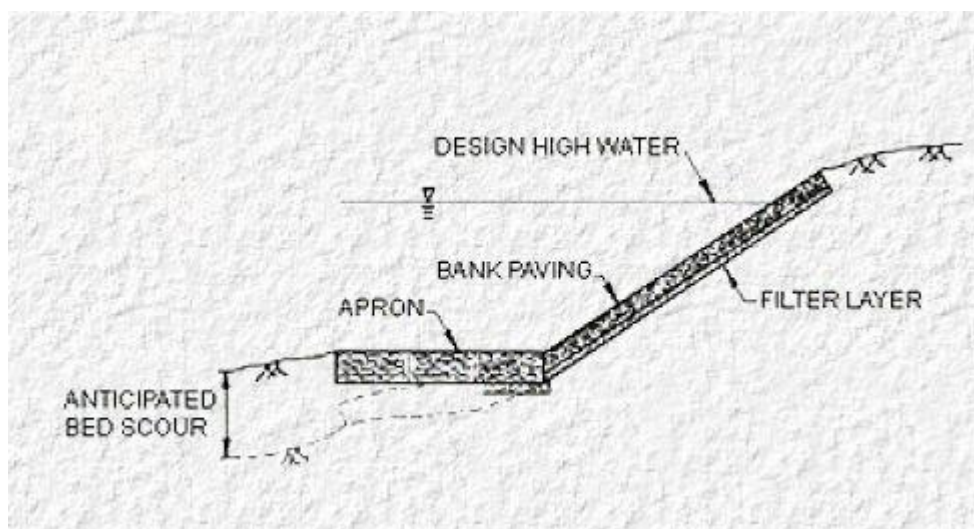 DESIGN HIGH WATER
BANK PAVING
FILTER LAYER
APRON
ANTICIPATED
BED SCOUR